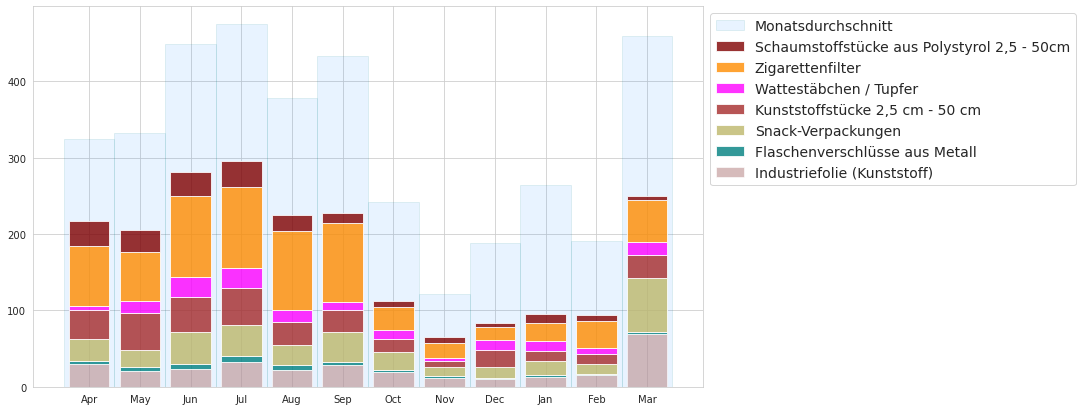 400
300
200
100
0
Apr May Jun Jul Aug Sep Oct Nov Dec Jan Feb Mar
Monatsdurchschnitt
Schaumstoffstücke aus Polystyrol 2,5 - 50cm
Zigarettenfilter
Wattestäbchen / Tupfer
Kunststoffstücke 2,5 cm - 50 cm
Snack-Verpackungen
Flaschenverschlüsse aus Metall
Industriefolie (Kunststoff)